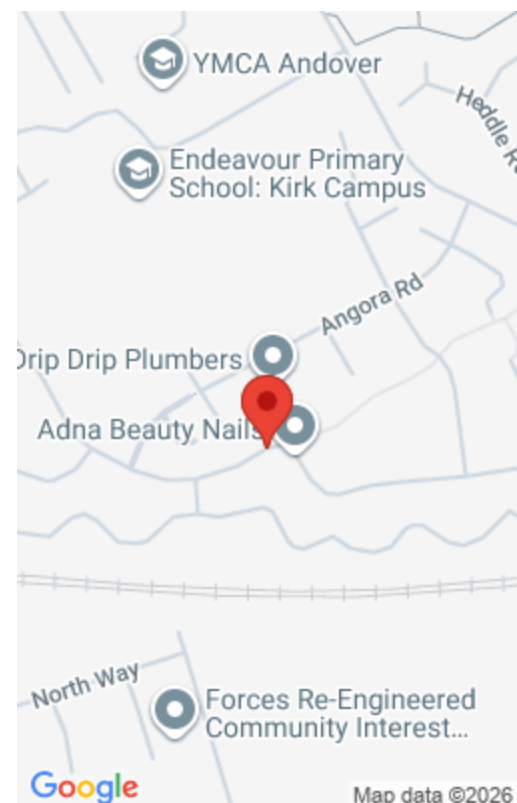 YMCA Andover
Heddle R
Endeavour Primary
School: Kirk Campus
Angora Rd
Drip Drip Plumbers
Adna Beauty Nails
North Way
Forces Re-Engineered
Community Interest...
Google
Map data ©2026